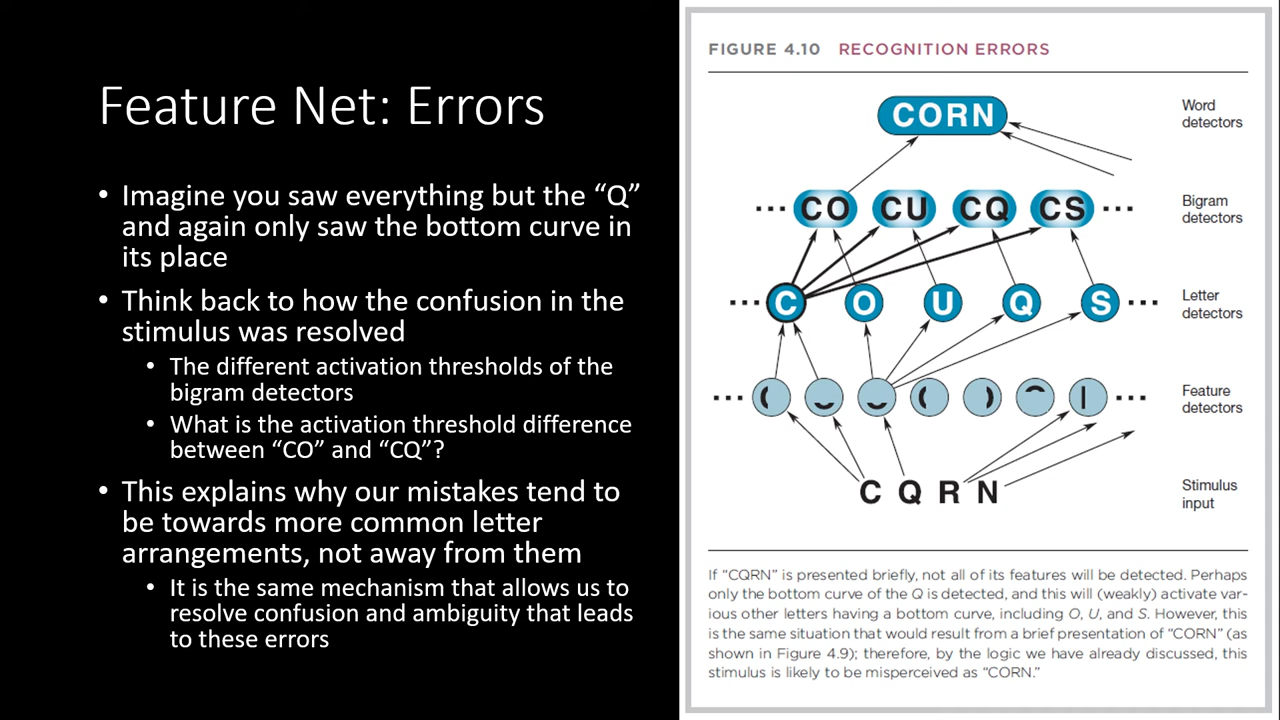 Feature Net: Errors
• Imagine you saw everything but the “Q”
and again only saw the bottom curve in
its place
• Think back to how the confusion in the
stimulus was resolved
• The different activation thresholds of the
bigram detectors
• What is the activation threshold difference
between “CO” and “CQ”?
• This explains why our mistakes tend to
be towards more common letter
arrangements, not away from them
• It is the same mechanism that allows us to
resolve confusion and ambiguity that leads
to these errors
FIGURE 4.10 RECOGNITION ERRORS
CORN
Word
detectors
••• CO CU CQ CS •••
Bigram
detectors
••• C O U Q S •••
Letter
detectors
••• •••
Feature
detectors
C Q R N
Stimulus
input
If “CQRN” is presented briefly, not all of its features will be detected. Perhaps
only the bottom curve of the Q is detected, and this will (weakly) activate var-
ious other letters having a bottom curve, including O, U, and S. However, this
is the same situation that would result from a brief presentation of “CORN” (as
shown in Figure 4.9); therefore, by the logic we have already discussed, this
stimulus is likely to be misperceived as “CORN.”